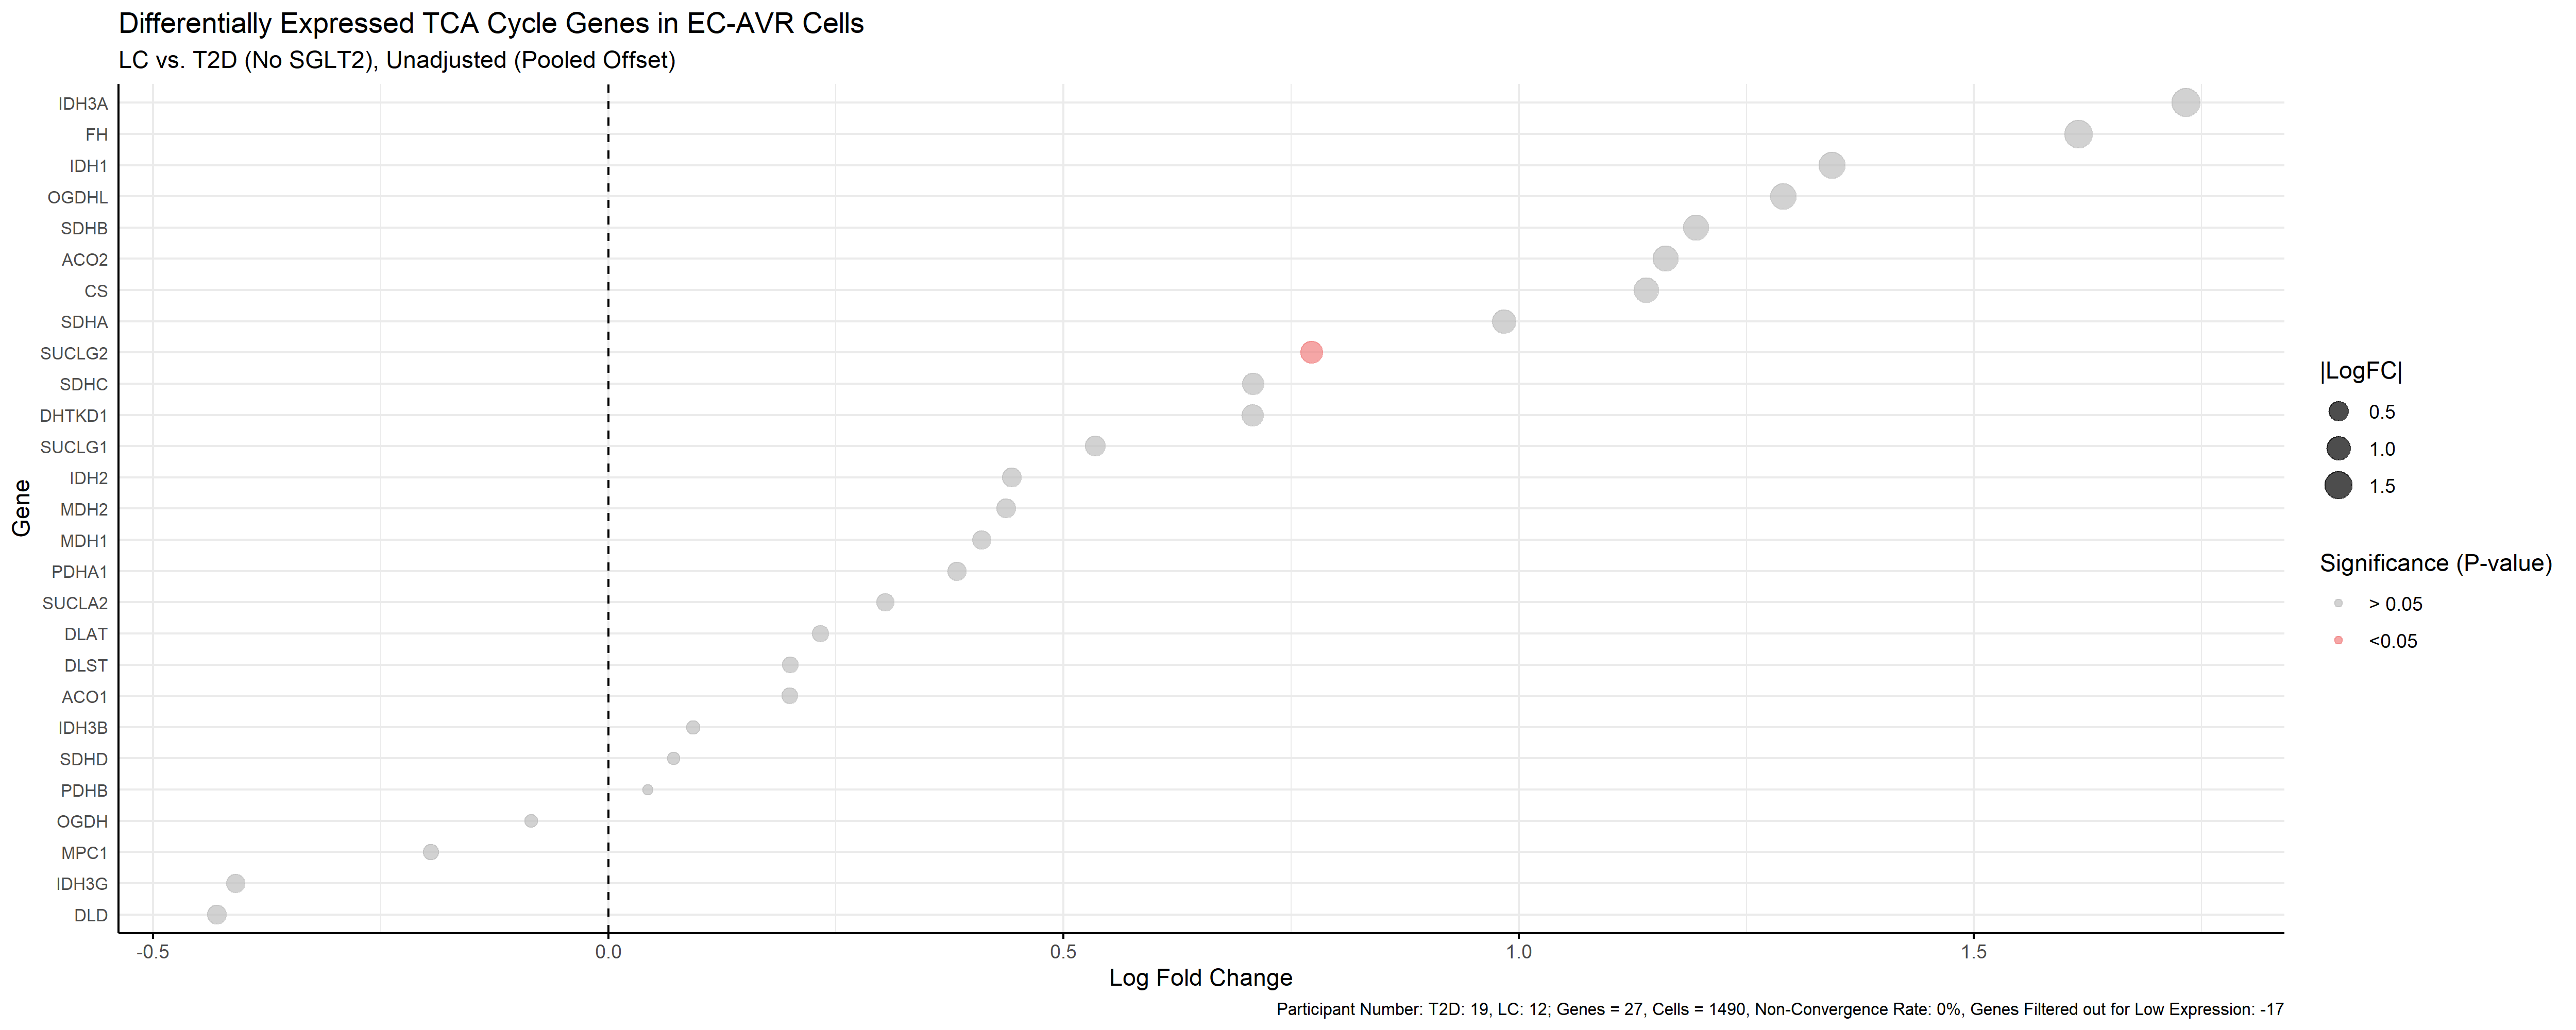 Differentially Expressed TCA Cycle Genes in EC-AVR Cells
LC vs. T2D (No SGLT2), Unadjusted (Pooled Offset)
Gene
IDH3A
FH
IDH1
OGDHL
SDHB
ACO2
CS
SDHA
SUCLG2
SDHC
DHTKD1
SUCLG1
IDH2
MDH2
MDH1
PDHA1
SUCLA2
DLAT
DLST
ACO1
IDH3B
SDHD
PDHB
OGDH
MPC1
IDH3G
DLD
-0.5 0.0 0.5 1.0 1.5
Log Fold Change
|LogFC|
0.5
1.0
1.5
Significance (P-value)
> 0.05
<0.05
Participant Number: T2D: 19, LC: 12; Genes = 27, Cells = 1490, Non-Convergence Rate: 0%, Genes Filtered out for Low Expression: -17